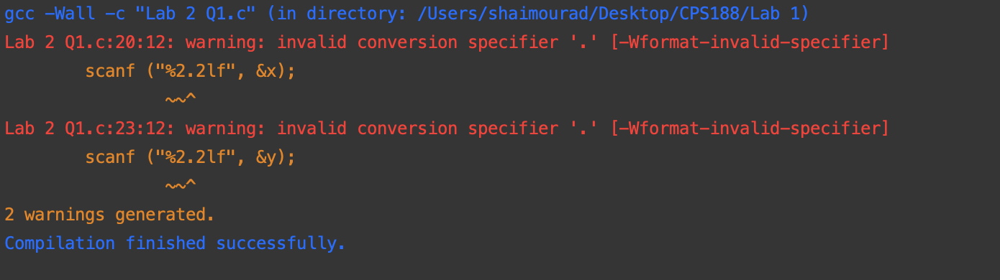 gcc -Wall -c "Lab 2 Q1.c" (in directory: /Users/shaimourad/Desktop/CPS188/Lab 1)
Lab 2 Q1.c:20:12: warning: invalid conversion specifier '.' [-Wformat-invalid-specifier]
        scanf ("%2.2lf", &x);
                ~~^
Lab 2 Q1.c:23:12: warning: invalid conversion specifier '.' [-Wformat-invalid-specifier]
        scanf ("%2.2lf", &y);
                ~~^
2 warnings generated.
Compilation finished successfully.